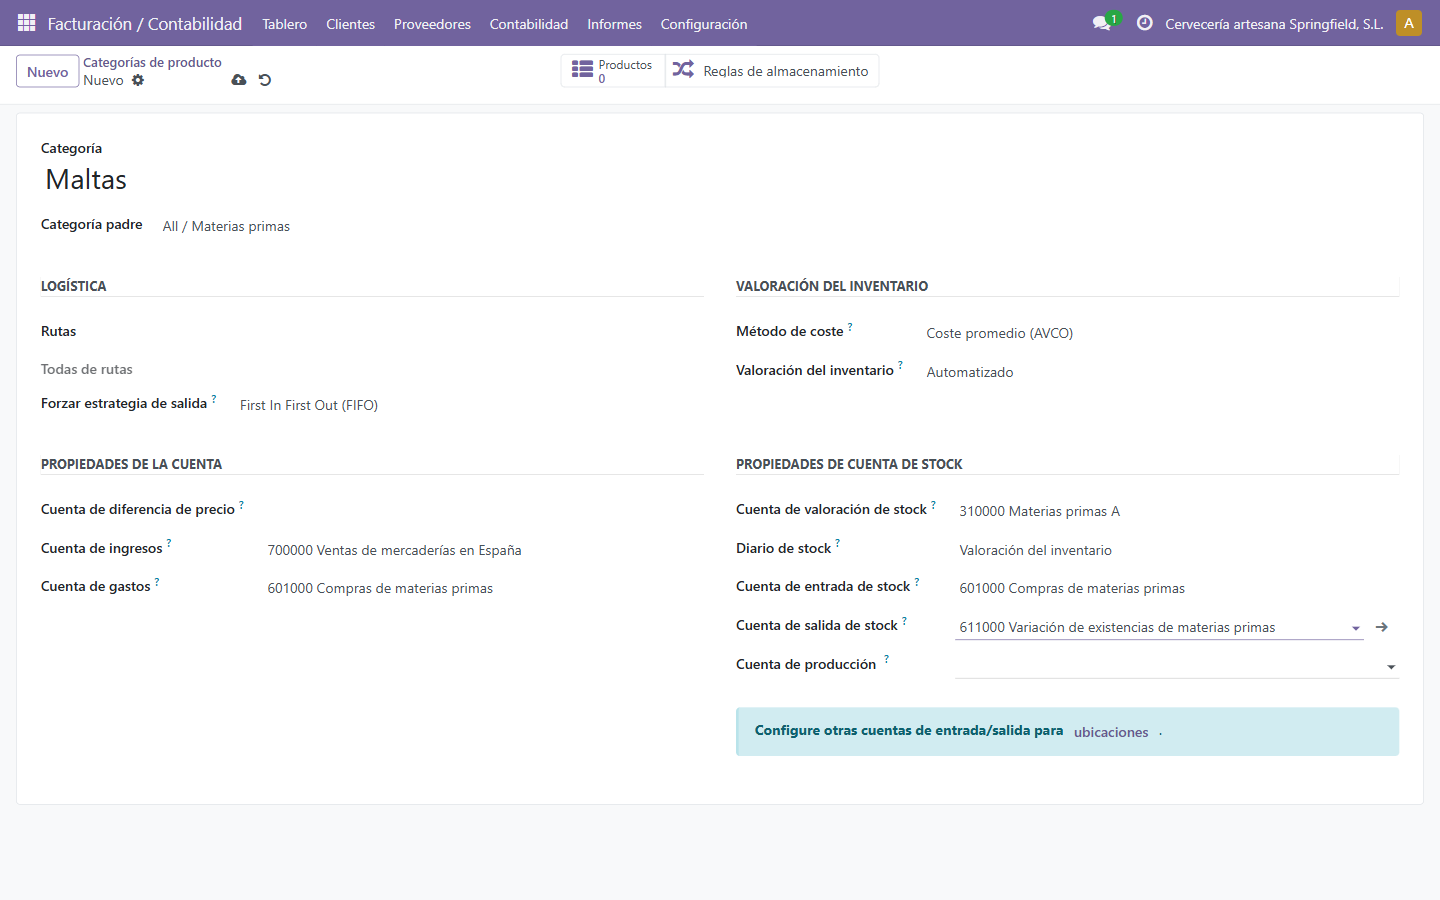 Facturación / Contabilidad Tablero Clientes Proveedores Contabilidad Informes Configuración 1 Cervecería artesana Springfield, S.L. A
Nuevo
Categorías de producto
Nuevo
Productos
0
Reglas de almacenamiento
Categoría
Maltas
Categoría padre All / Materias primas
LOGÍSTICA
Rutas
Todas de rutas
Forzar estrategia de salida ? First In First Out (FIFO)
VALORACIÓN DEL INVENTARIO
Método de coste ? Coste promedio (AVCO)
Valoración del inventario ? Automatizado
PROPIEDADES DE LA CUENTA
Cuenta de diferencia de precio ?
Cuenta de ingresos ? 700000 Ventas de mercaderías en España
Cuenta de gastos ? 601000 Compras de materias primas
PROPIEDADES DE CUENTA DE STOCK
Cuenta de valoración de stock ? 310000 Materias primas A
Diario de stock ? Valoración del inventario
Cuenta de entrada de stock ? 601000 Compras de materias primas
Cuenta de salida de stock ? 611000 Variación de existencias de materias primas
Cuenta de producción ?
Configure otras cuentas de entrada/salida para ubicaciones .